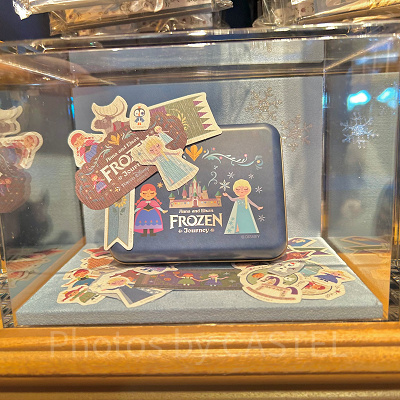 Anna and Elsa's
FROZEN
Journey
Anna and Elsa's
FROZEN
Journey
Photos by CASTEL